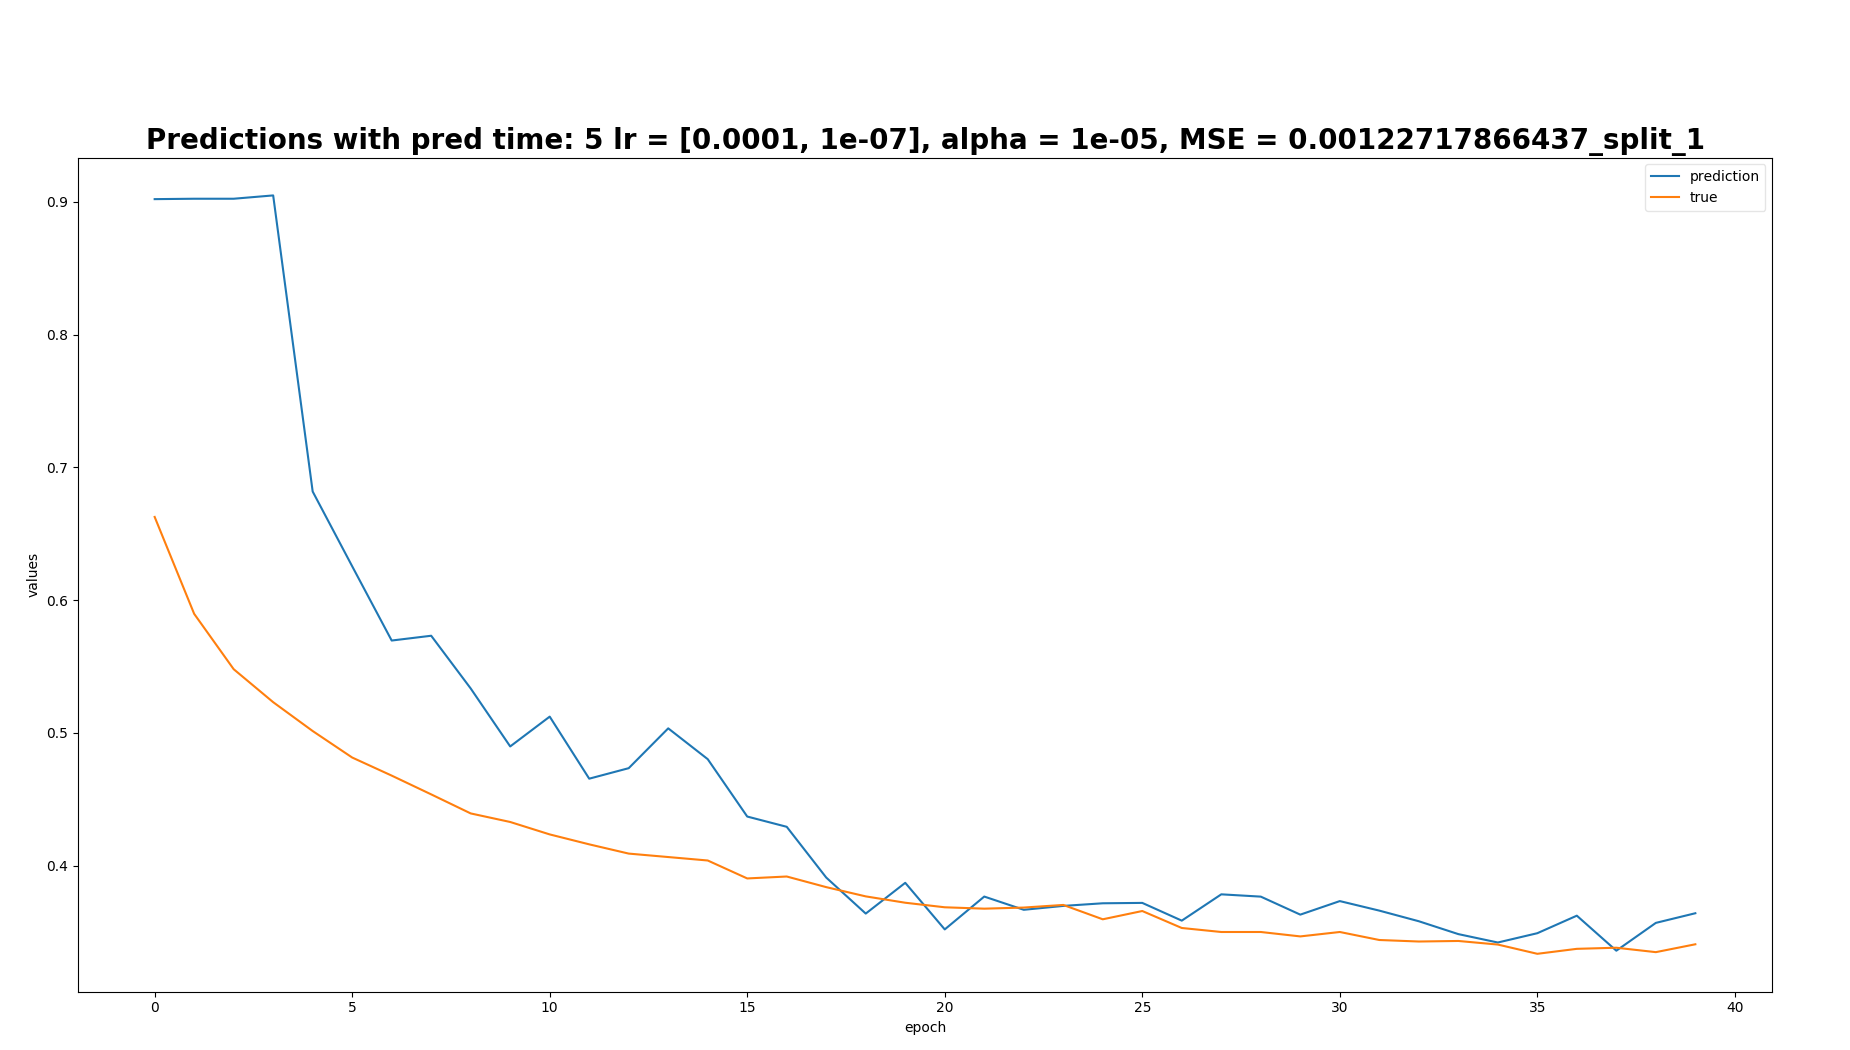 Predictions with pred time: 5 lr = [0.0001, 1e-07], alpha = 1e-05, MSE = 0.00122717866437_split_1
prediction
true
0.9
0.8
0.7
0.6
0.5
0.4
values
0 5 10 15 20 25 30 35 40
epoch